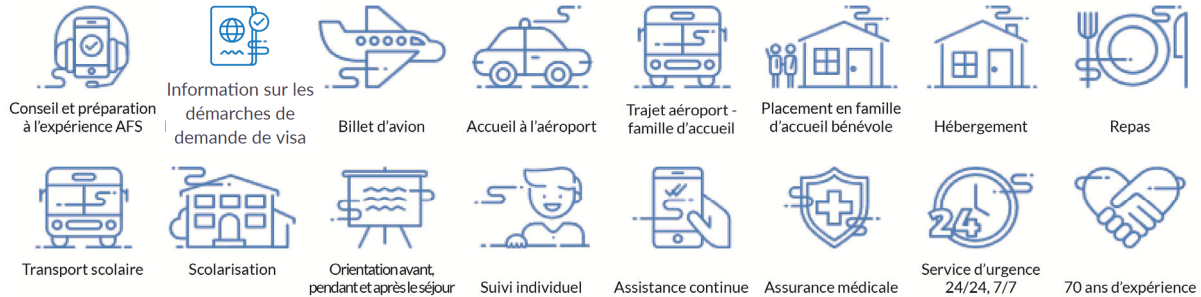 Conseil et préparation
à l'expérience AFS
Information sur les
démarches de
demande de visa
Billet d'avion
Accueil à l'aéroport
Trajet aéroport -
famille d'accueil
Placement en famille
d'accueil bénévole
Hébergement
Repas
Transport scolaire
Scolarisation
Orientation avant,
pendant et après le séjour
Suivi individuel
Assistance continue
Assurance médicale
24
Service d'urgence
24/24, 7/7
70 ans d'expérience